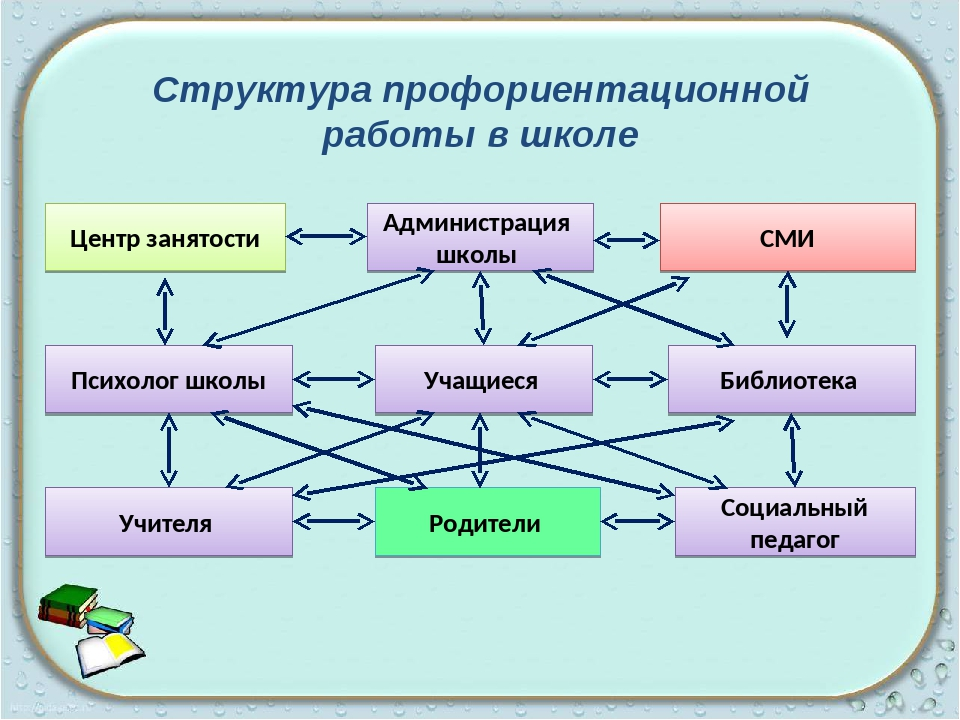 Структура профориентационной
работы в школе
Центр занятости
Администрация
школы
СМИ
Психолог школы
Учащиеся
Библиотека
Учителя
Родители
Социальный
педагог